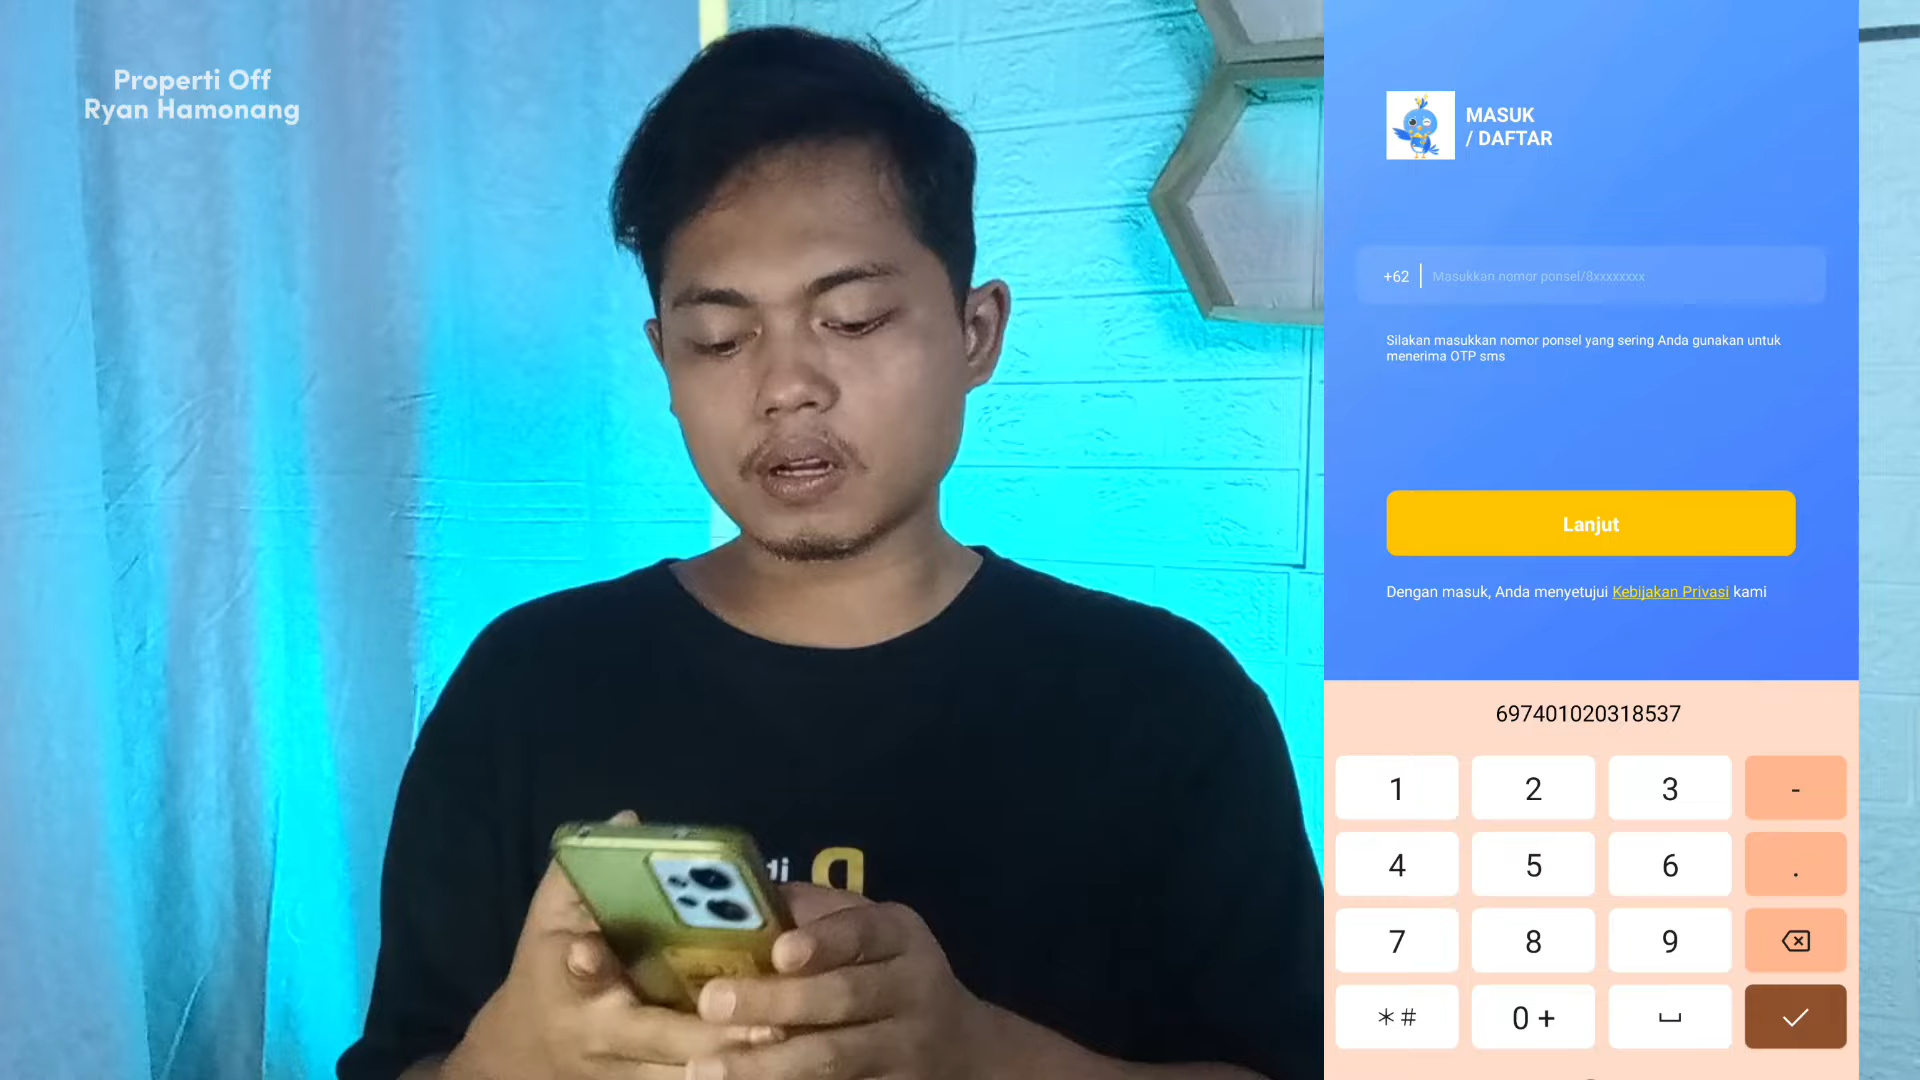 Properti Off
Ryan Hamonang
MASUK
/ DAFTAR
+62
Masukkan nomor ponsel/8xxxxxxxx
Silakan masukkan nomor ponsel yang sering Anda gunakan untuk
menerima OTP sms
Lanjut
Dengan masuk, Anda menyetujui Kebijakan Privasi kami
697401020318537
1 2 3 -
4 5 6 .
7 8 9
*# 0 +